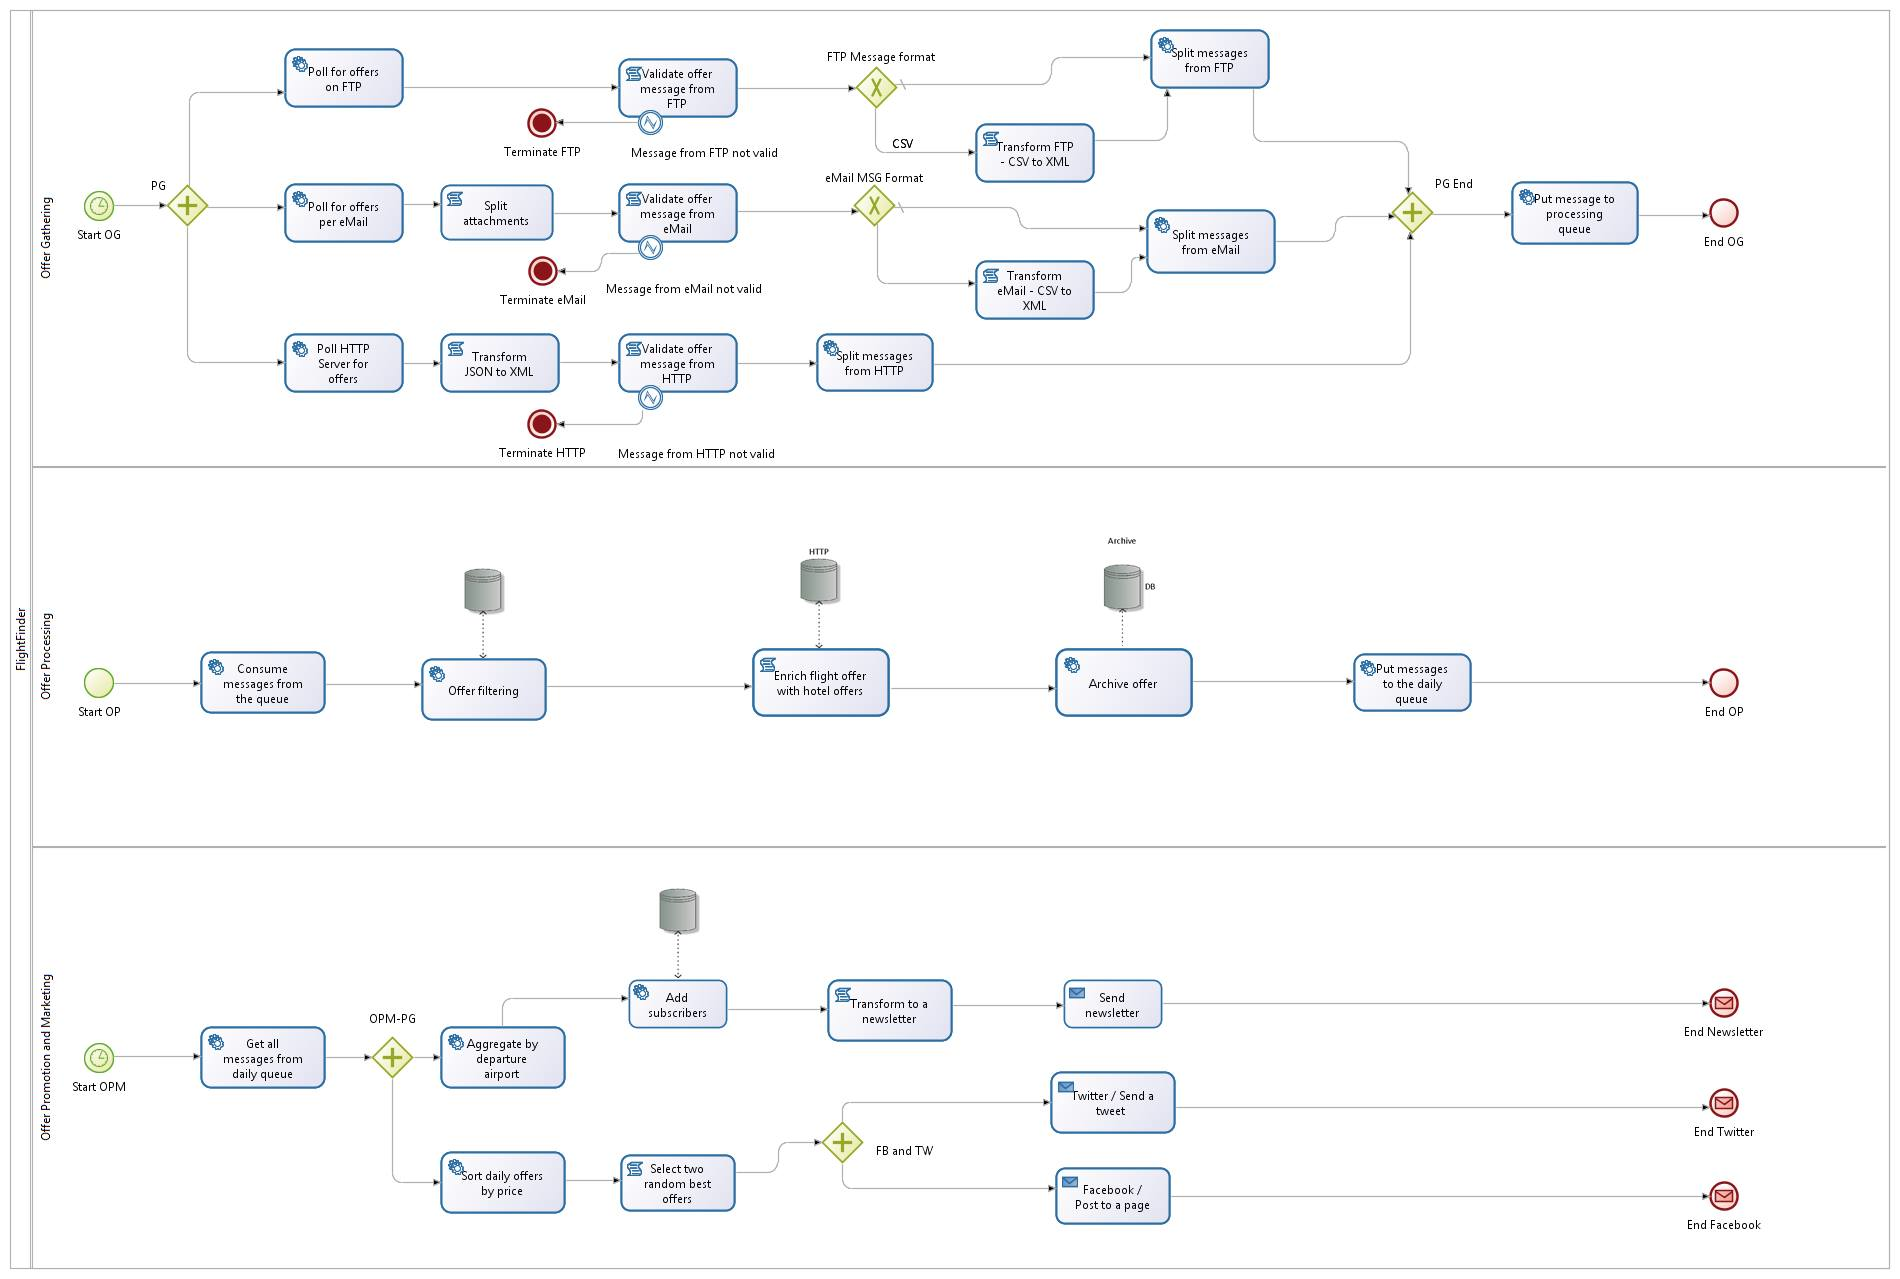 FlightFinder
Offer Gathering
Start OG
PG
Poll for offers
on FTP
Validate offer
message from
FTP
Terminate FTP
Message from FTP not valid
FTP Message format
CSV
Transform FTP
- CSV to XML
Split messages
from FTP
Poll for offers
per eMail
Split
attachments
Validate offer
message from
eMail
Terminate eMail
Message from eMail not valid
eMail MSG Format
Transform
eMail - CSV to
XML
Split messages
from eMail
Poll HTTP
Server for
offers
Transform
JSON to XML
Validate offer
message from
HTTP
Terminate HTTP
Message from HTTP not valid
Split messages
from HTTP
PG End
Put message to
processing
queue
End OG
Offer Processing
Start OP
Consume
messages from
the queue
Offer filtering
HTTP
Enrich flight offer
with hotel offers
Archive
DB
Archive offer
Put messages
to the daily
queue
End OP
Offer Promotion and Marketing
Start OPM
Get all
messages from
daily queue
OPM-PG
Aggregate by
departure
airport
Add
subscribers
Transform to a
newsletter
Send
newsletter
End Newsletter
Sort daily offers
by price
Select two
random best
offers
FB and TW
Twitter / Send a
tweet
End Twitter
Facebook /
Post to a page
End Facebook